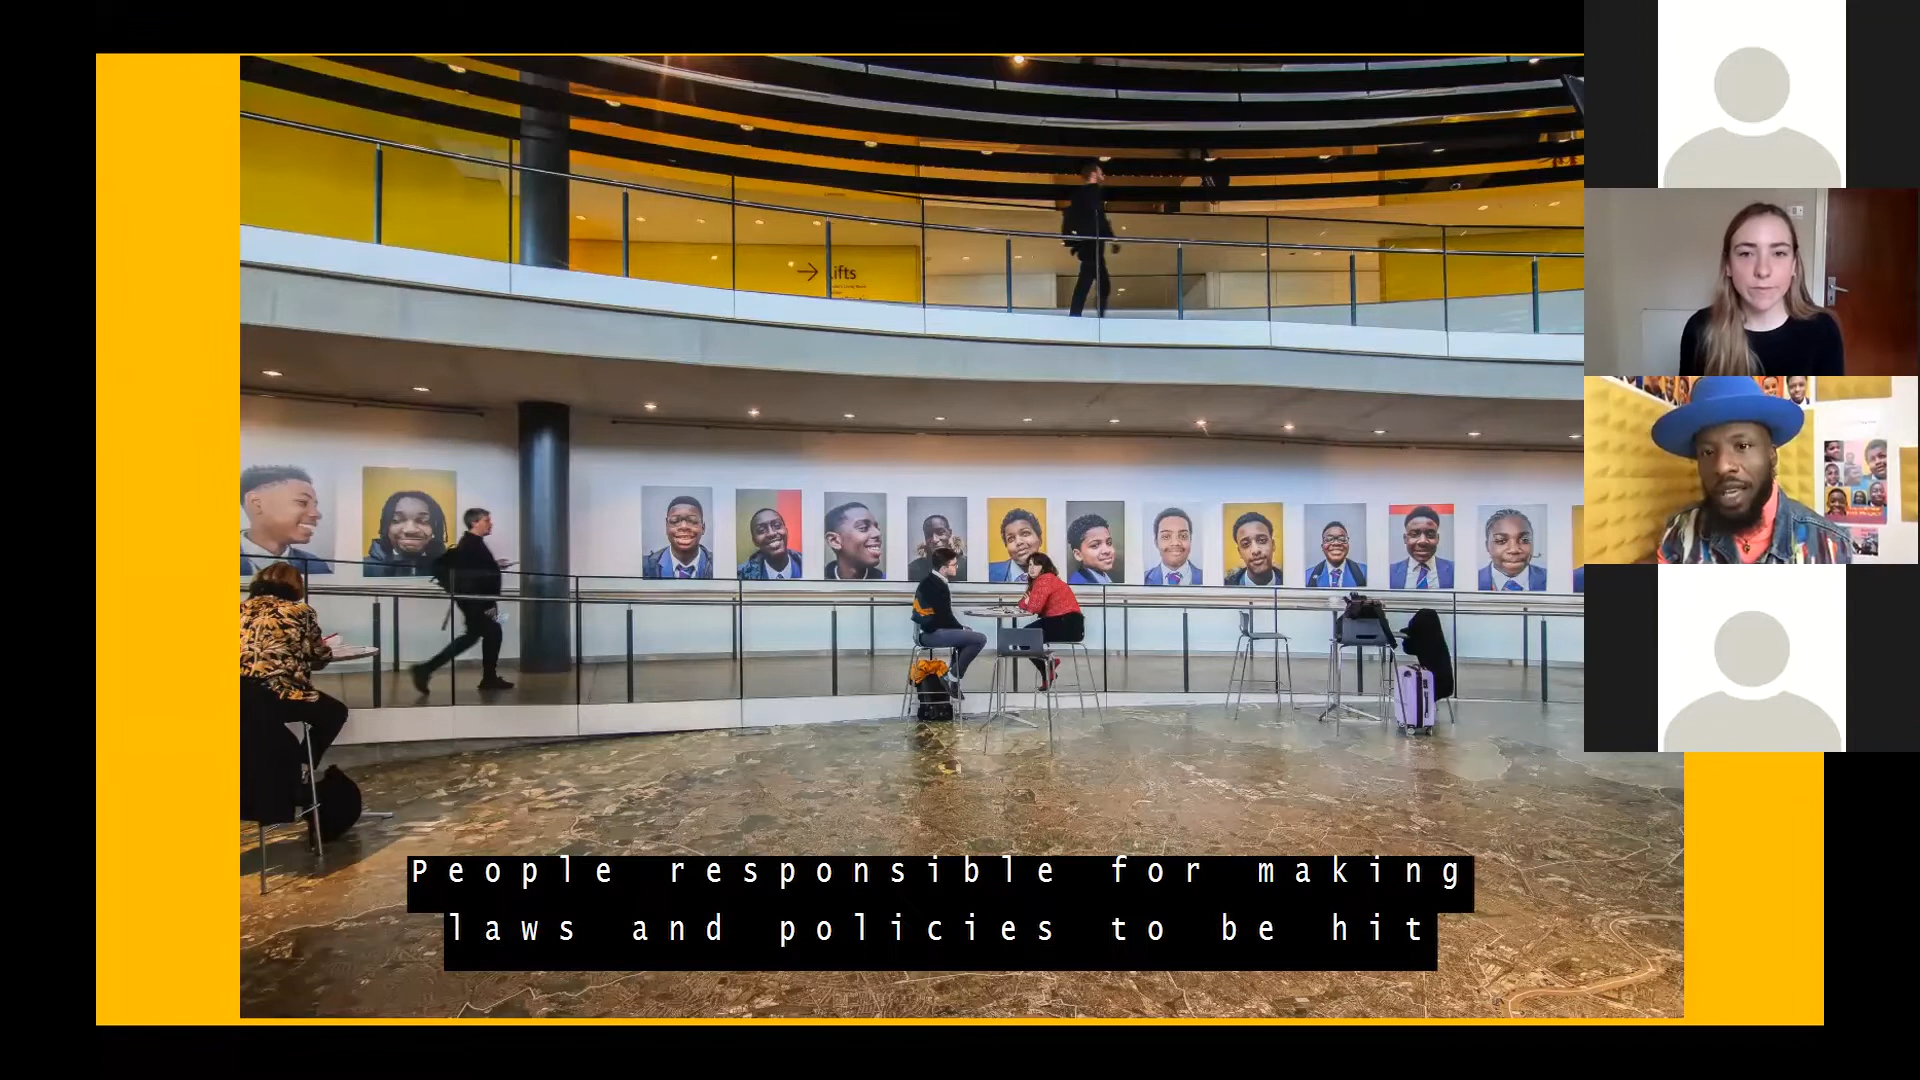 Lifts
People responsible for making
laws and policies to be hit